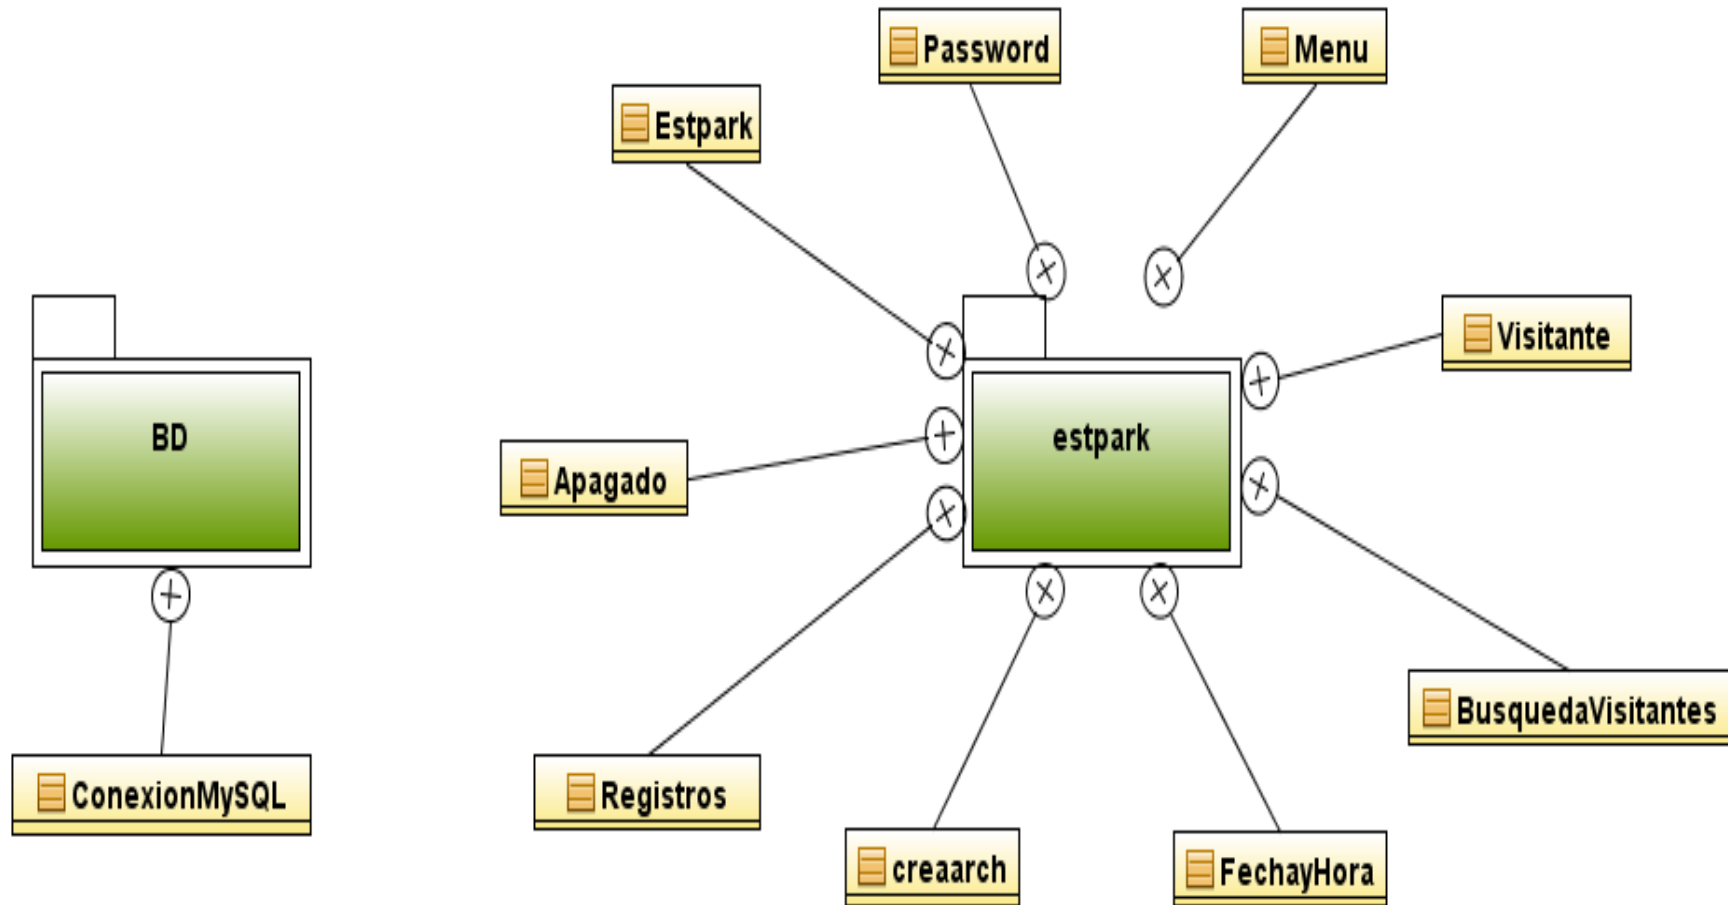 Password
Menu
Estpark
Visitante
BD
estpark
Apagado
BusquedaVisitantes
ConexionMySQL
Registros
creaarch
FechayHora